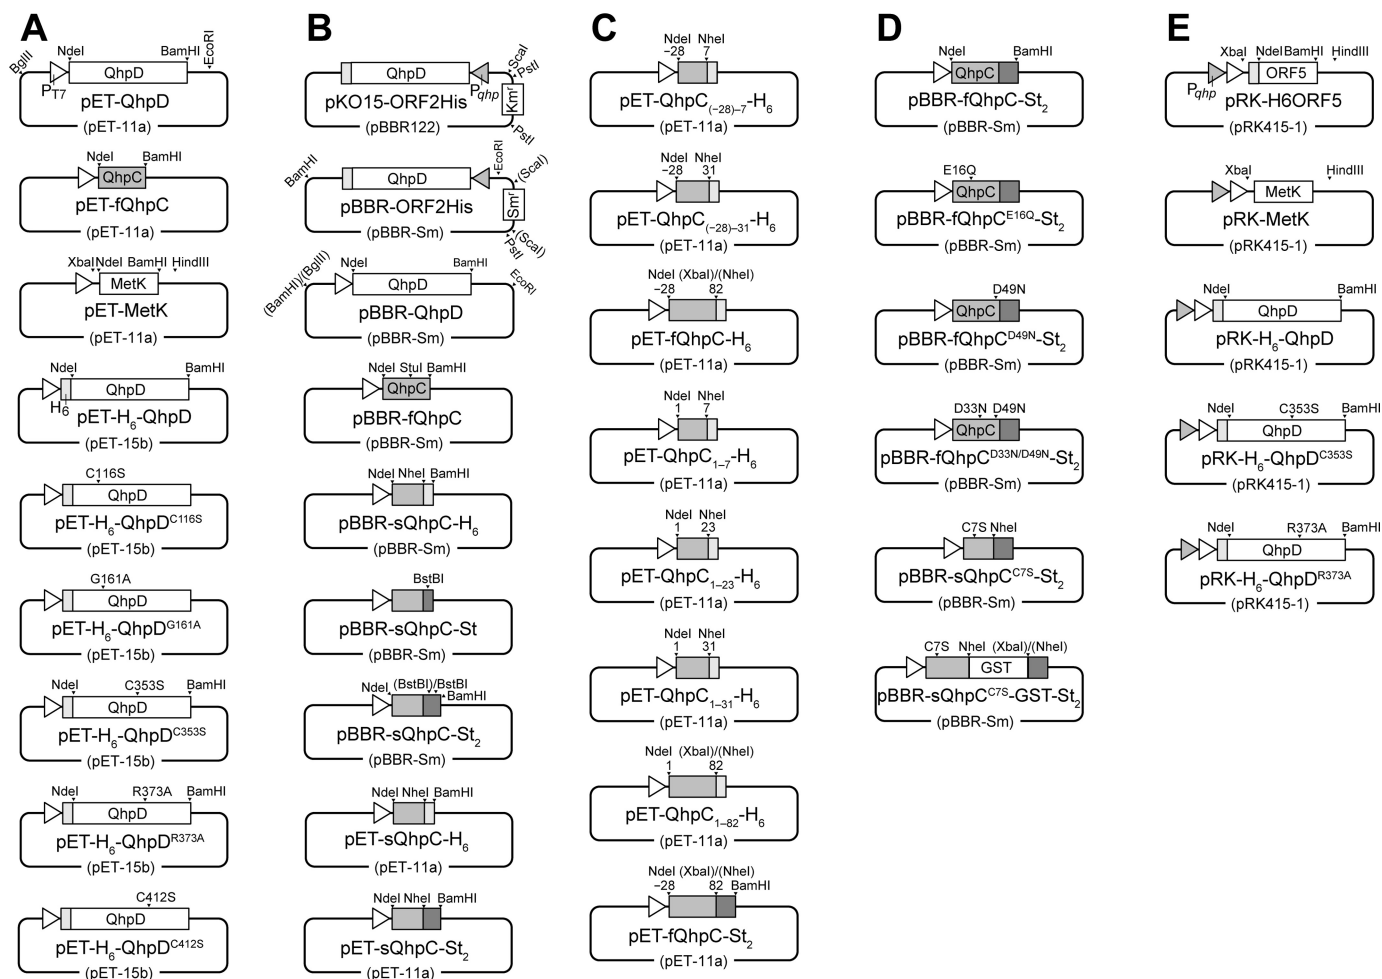 A
BglII
NdeI
BamHI
EcoRI
QhpD
PT7
pET-QhpD
(pET-11a)
NdeI BamHI
QhpC
pET-fQhpC
(pET-11a)
XbaI NdeI BamHI HindIII
MetK
pET-MetK
(pET-11a)
NdeI BamHI
QhpD
H6
pET-H6-QhpD
(pET-15b)
C116S
QhpD
pET-H6-QhpDC116S
(pET-15b)
G161A
QhpD
pET-H6-QhpDG161A
(pET-15b)
NdeI C353S BamHI
QhpD
pET-H6-QhpDC353S
(pET-15b)
NdeI R373A BamHI
QhpD
pET-H6-QhpDR373A
(pET-15b)
C412S
QhpD
pET-H6-QhpDC412S
(pET-15b)
B
ScaI
PstI
QhpD
Pqhp
Kmr
pKO15-ORF2His
(pBBR122)
PstI
BamHI
EcoRI
(ScaI)
QhpD
Smr
pBBR-ORF2His
(pBBR-Sm)
(ScaI)
PstI
(BamHI)/(BglII)
NdeI BamHI
EcoRI
QhpD
pBBR-QhpD
(pBBR-Sm)
NdeI StuI BamHI
QhpC
pBBR-fQhpC
(pBBR-Sm)
NdeI NheI BamHI
pBBR-sQhpC-H6
(pBBR-Sm)
BstBI
pBBR-sQhpC-St
(pBBR-Sm)
NdeI (BstBI)/BstBI
BamHI
pBBR-sQhpC-St2
(pBBR-Sm)
NdeI NheI BamHI
pET-sQhpC-H6
(pET-11a)
NdeI NheI BamHI
pET-sQhpC-St2
(pET-11a)
C
NdeI NheI
−28 7
pET-QhpC(−28)–7-H6
(pET-11a)
NdeI NheI
−28 31
pET-QhpC(−28)–31-H6
(pET-11a)
NdeI (XbaI)/(NheI)
−28 82
pET-fQhpC-H6
(pET-11a)
NdeI NheI
1 7
pET-QhpC1–7-H6
(pET-11a)
NdeI NheI
1 23
pET-QhpC1–23-H6
(pET-11a)
NdeI NheI
1 31
pET-QhpC1–31-H6
(pET-11a)
NdeI (XbaI)/(NheI)
1 82
pET-QhpC1–82-H6
(pET-11a)
NdeI (XbaI)/(NheI)
−28 82 BamHI
pET-fQhpC-St2
(pET-11a)
D
NdeI BamHI
QhpC
pBBR-fQhpC-St2
(pBBR-Sm)
E16Q
QhpC
pBBR-fQhpCE16Q-St2
(pBBR-Sm)
D49N
QhpC
pBBR-fQhpCD49N-St2
(pBBR-Sm)
D33N D49N
QhpC
pBBR-fQhpCD33N/D49N-St2
(pBBR-Sm)
C7S NheI
pBBR-sQhpCC7S-St2
(pBBR-Sm)
C7S NheI (XbaI)/(NheI)
GST
pBBR-sQhpCC7S-GST-St2
(pBBR-Sm)
E
XbaI NdeI BamHI HindIII
ORF5
Pqhp
pRK-H6ORF5
(pRK415-1)
XbaI HindIII
MetK
pRK-MetK
(pRK415-1)
NdeI BamHI
QhpD
pRK-H6-QhpD
(pRK415-1)
NdeI C353S BamHI
QhpD
pRK-H6-QhpDC353S
(pRK415-1)
NdeI R373A BamHI
QhpD
pRK-H6-QhpDR373A
(pRK415-1)